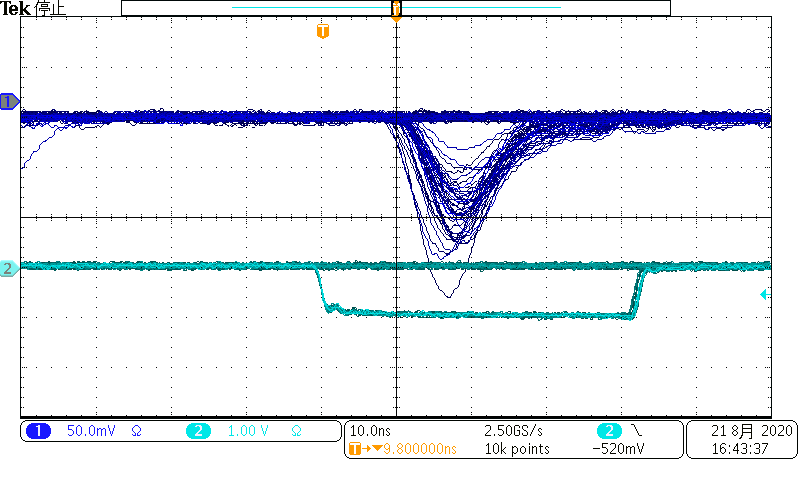 Tek 停止
T
T
1
2
1 50.0mV Ω 2 1.00 V Ω
10.0ns 2.50GS/s 2 
T→▼9.800000ns 10k points −520mV
21 8月 2020
16:43:37